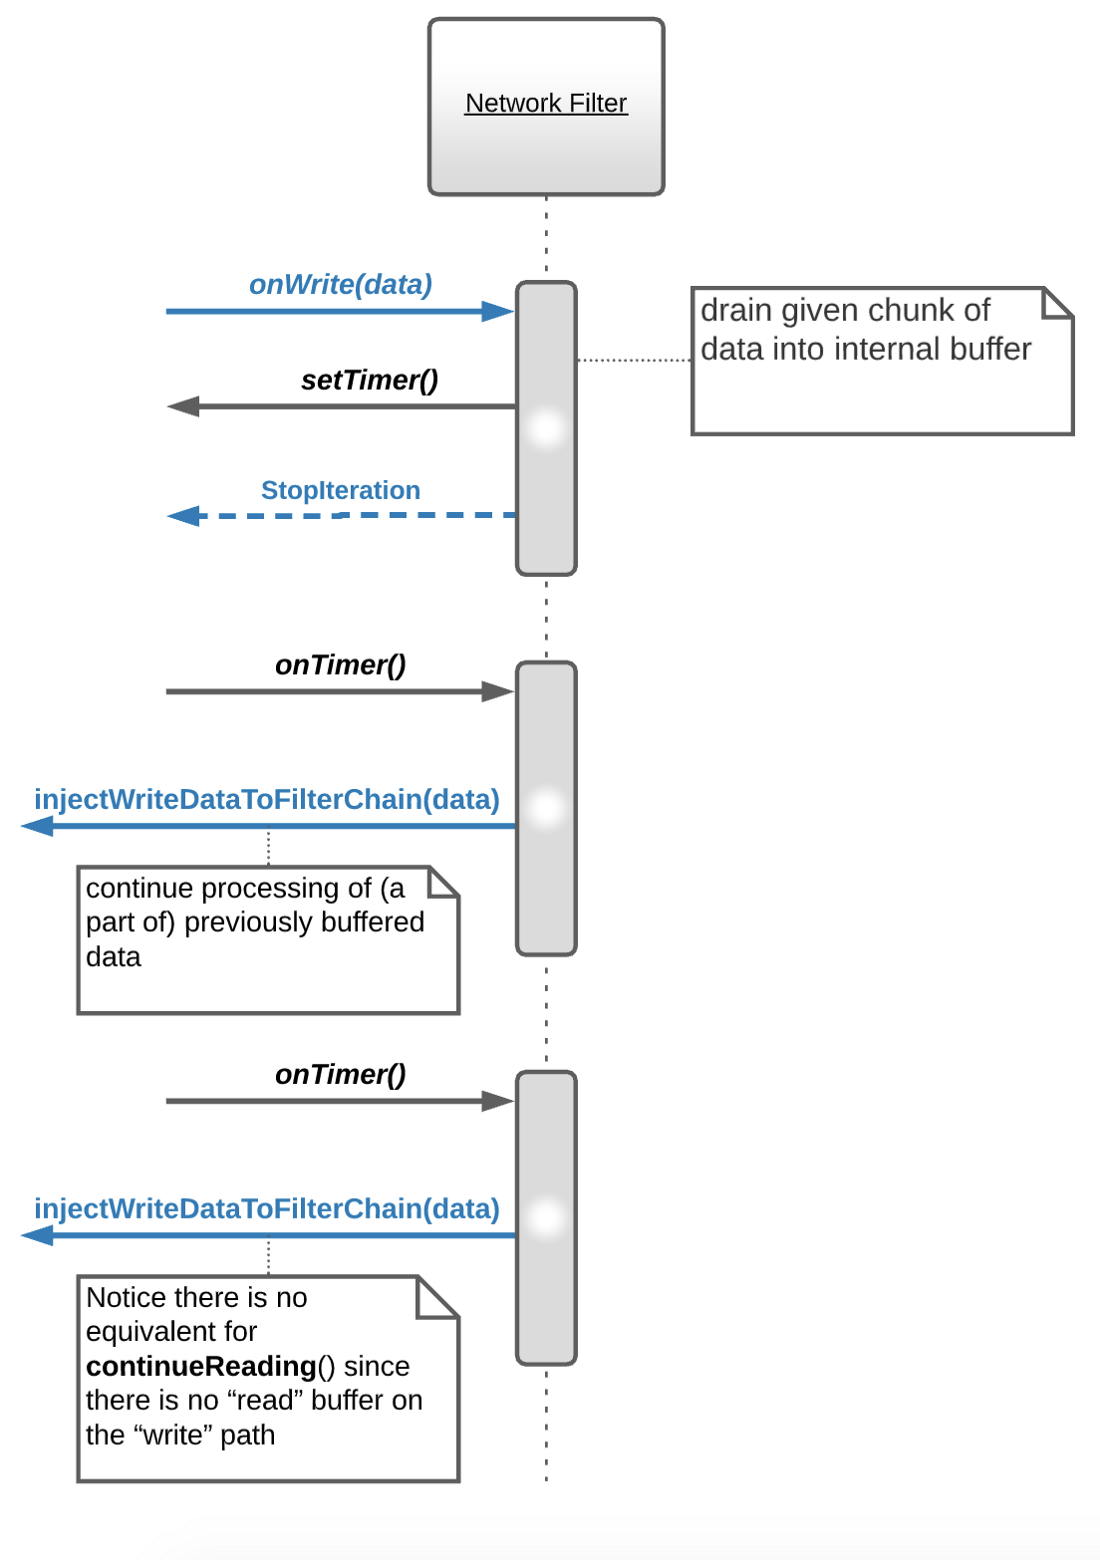 Network Filter
onWrite(data)
drain given chunk of
data into internal buffer
setTimer()
StopIteration
onTimer()
injectWriteDataToFilterChain(data)
continue processing of (a
part of) previously buffered
data
onTimer()
injectWriteDataToFilterChain(data)
Notice there is no
equivalent for
continueReading() since
there is no “read” buffer on
the “write” path